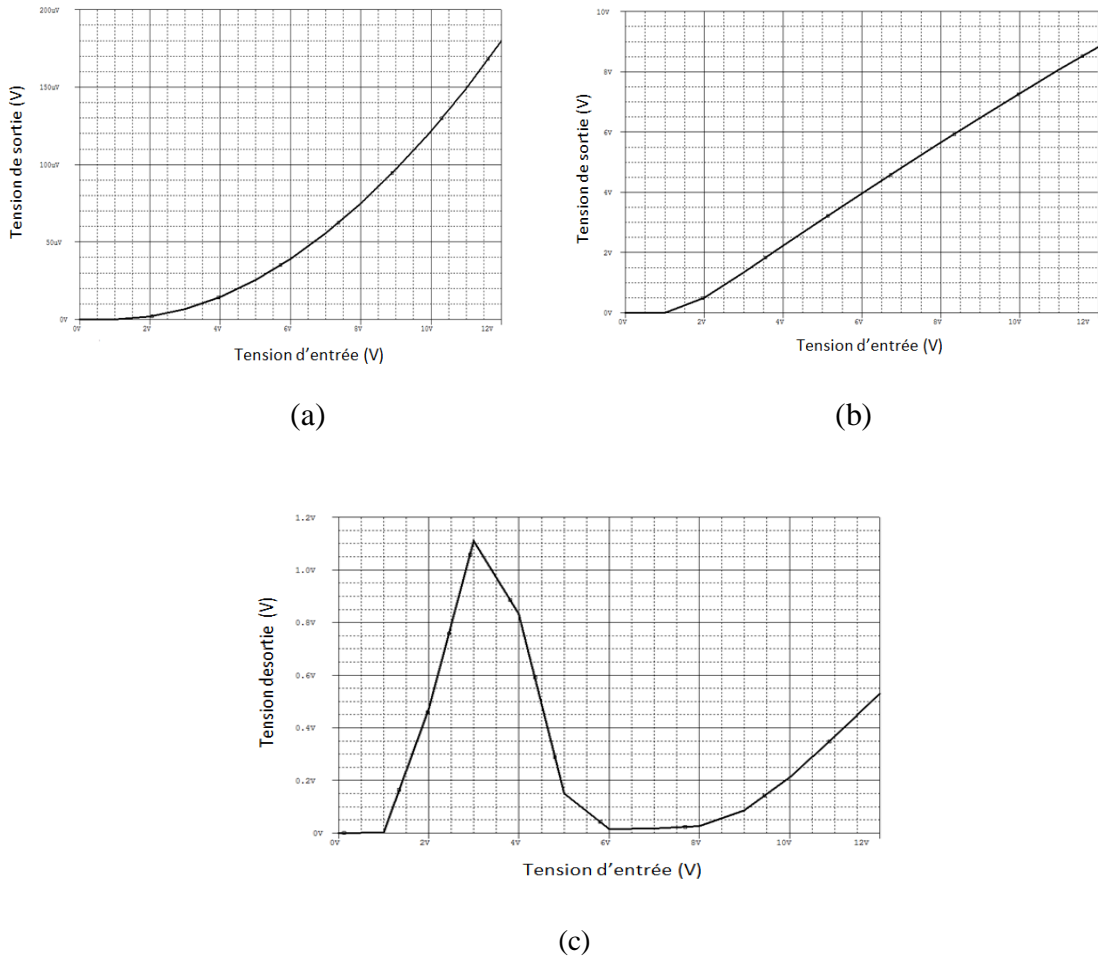 200uV
150uV
100uV
50uV
0V
0V
2V
4V
6V
8V
10V
12V
Tension de sortie (V)
Tension d'entrée (V)
(a)
10V
8V
6V
4V
2V
0V
0V
2V
4V
6V
8V
10V
12V
Tension de sortie (V)
Tension d'entrée (V)
(b)
1.2V
1.0V
0.8V
0.6V
0.4V
0.2V
0V
0V
2V
4V
6V
8V
10V
12V
Tension desortie (V)
Tension d'entrée (V)
(c)